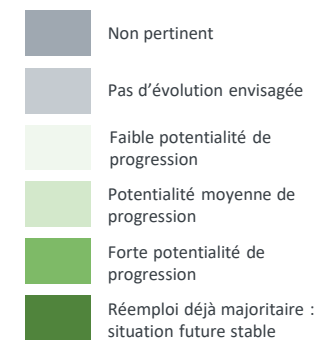 Non pertinent
Pas d’évolution envisagée
Faible potentialité de
progression
Potentialité moyenne de
progression
Forte potentialité de
progression
Réemploi déjà majoritaire :
situation future stable